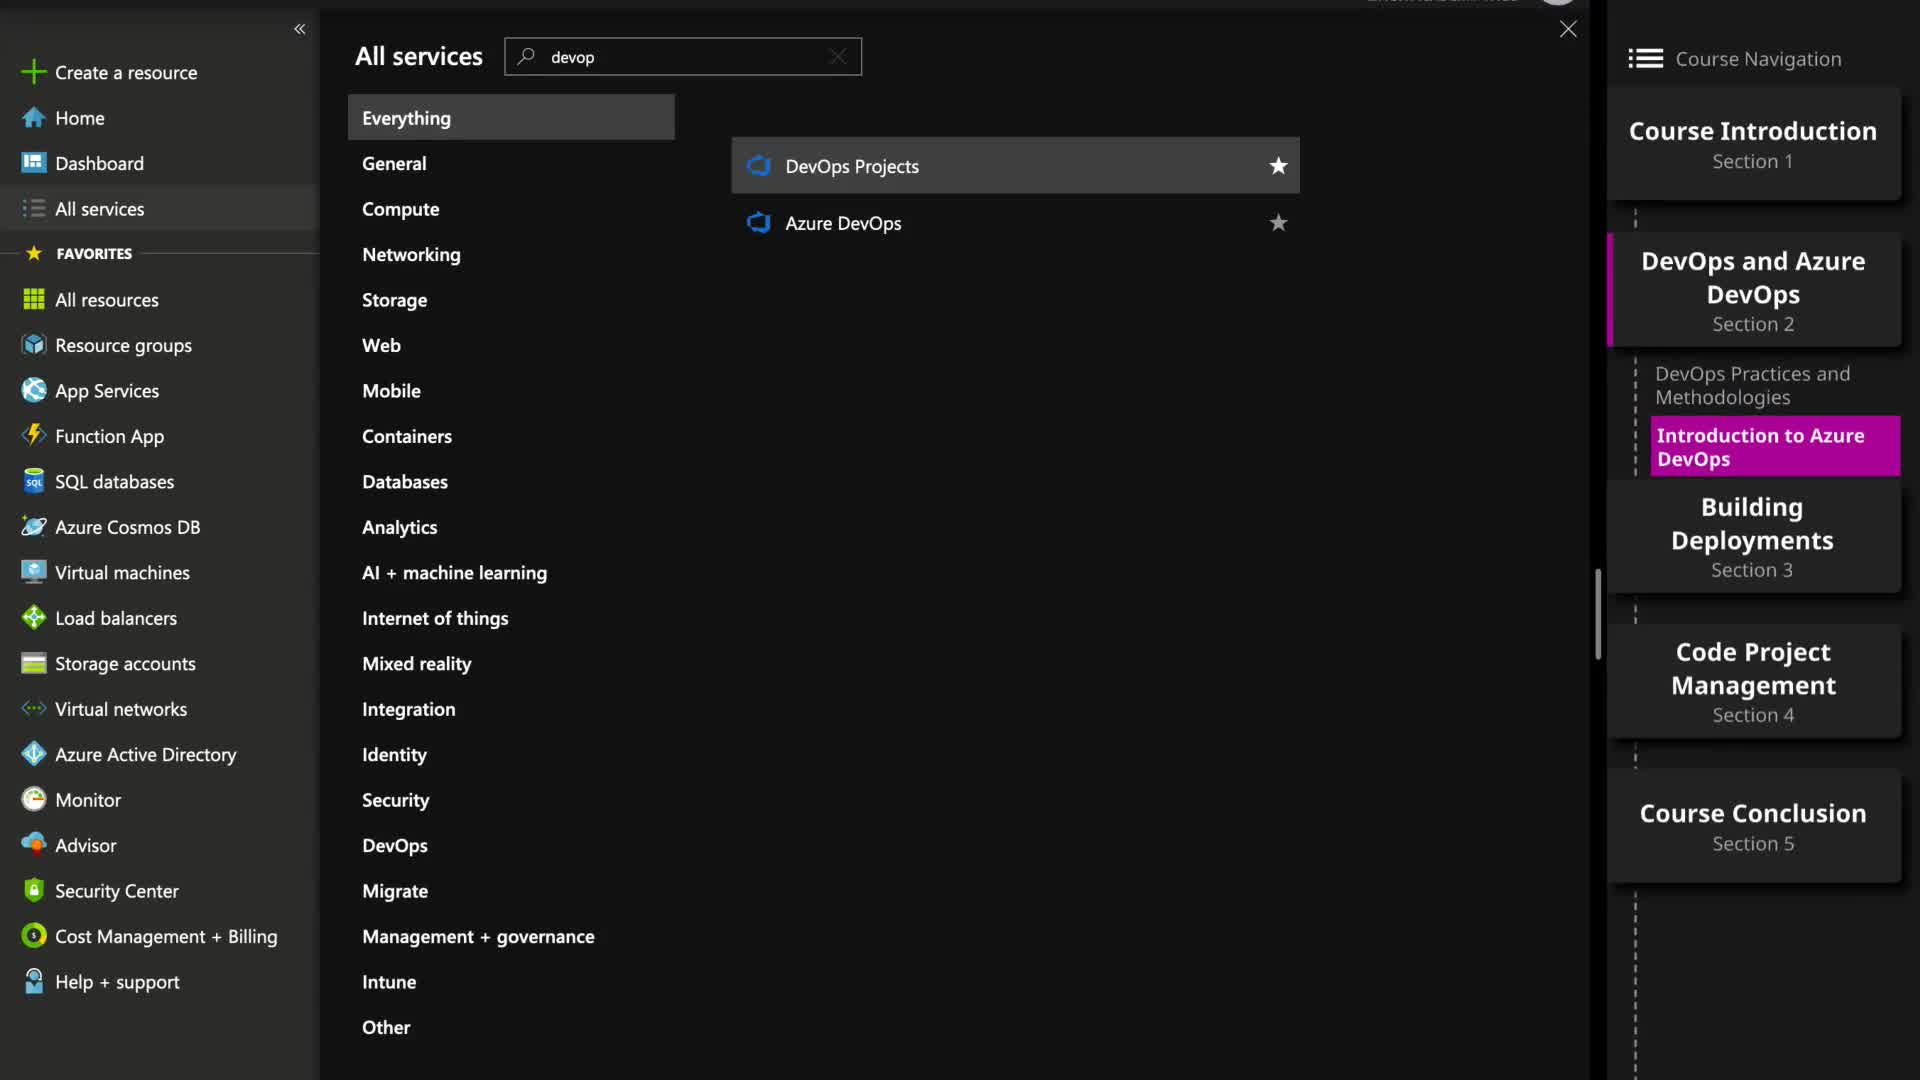 Create a resource
Home
Dashboard
All services
FAVORITES
All resources
Resource groups
App Services
Function App
SQL databases
Azure Cosmos DB
Virtual machines
Load balancers
Storage accounts
Virtual networks
Azure Active Directory
Monitor
Advisor
Security Center
Cost Management + Billing
Help + support
All services
devop
Everything
General
Compute
Networking
Storage
Web
Mobile
Containers
Databases
Analytics
AI + machine learning
Internet of things
Mixed reality
Integration
Identity
Security
DevOps
Migrate
Management + governance
Intune
Other
DevOps Projects
Azure DevOps
Course Navigation
Course Introduction
Section 1
DevOps and Azure
DevOps
Section 2
DevOps Practices and
Methodologies
Introduction to Azure
DevOps
Building
Deployments
Section 3
Code Project
Management
Section 4
Course Conclusion
Section 5